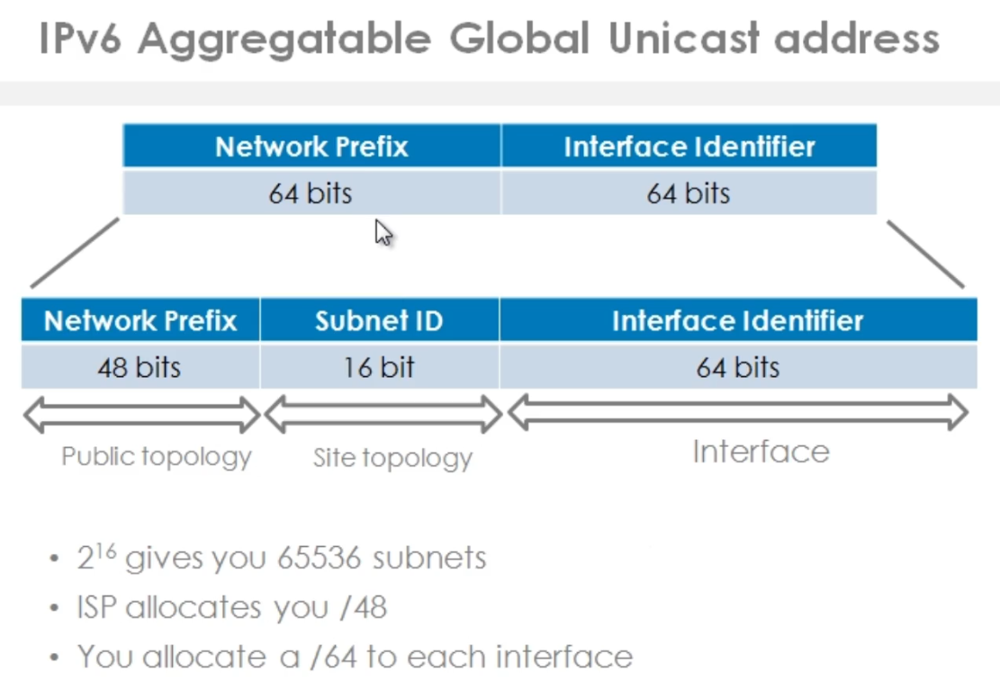 IPv6 Aggregatable Global Unicast address
Network Prefix Interface Identifier
64 bits 64 bits
Network Prefix Subnet ID Interface Identifier
48 bits 16 bit 64 bits
Public topology Site topology Interface
• 2¹⁶ gives you 65536 subnets
• ISP allocates you /48
• You allocate a /64 to each interface